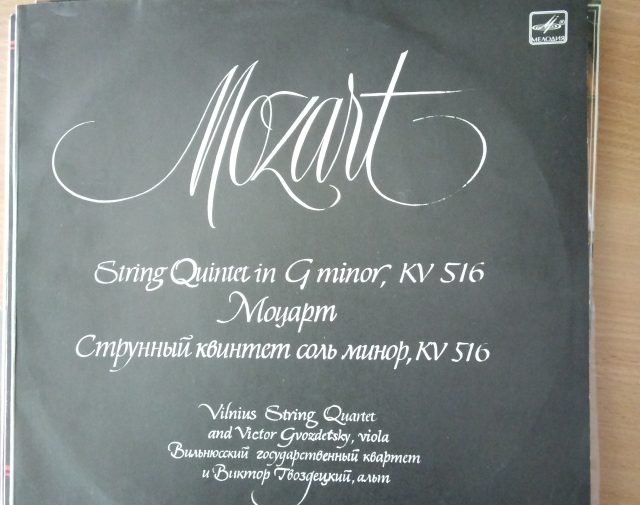 МЕЛОДИЯ
Mozart
String Quintet in G minor, KV 516
Моцарт
Струнный квинтет соль минор, KV 516
Vilnius String Quartet
and Victor Gvozdetsky, viola
Вильнюсский государственный квартет
и Виктор Гвоздецкий, альт